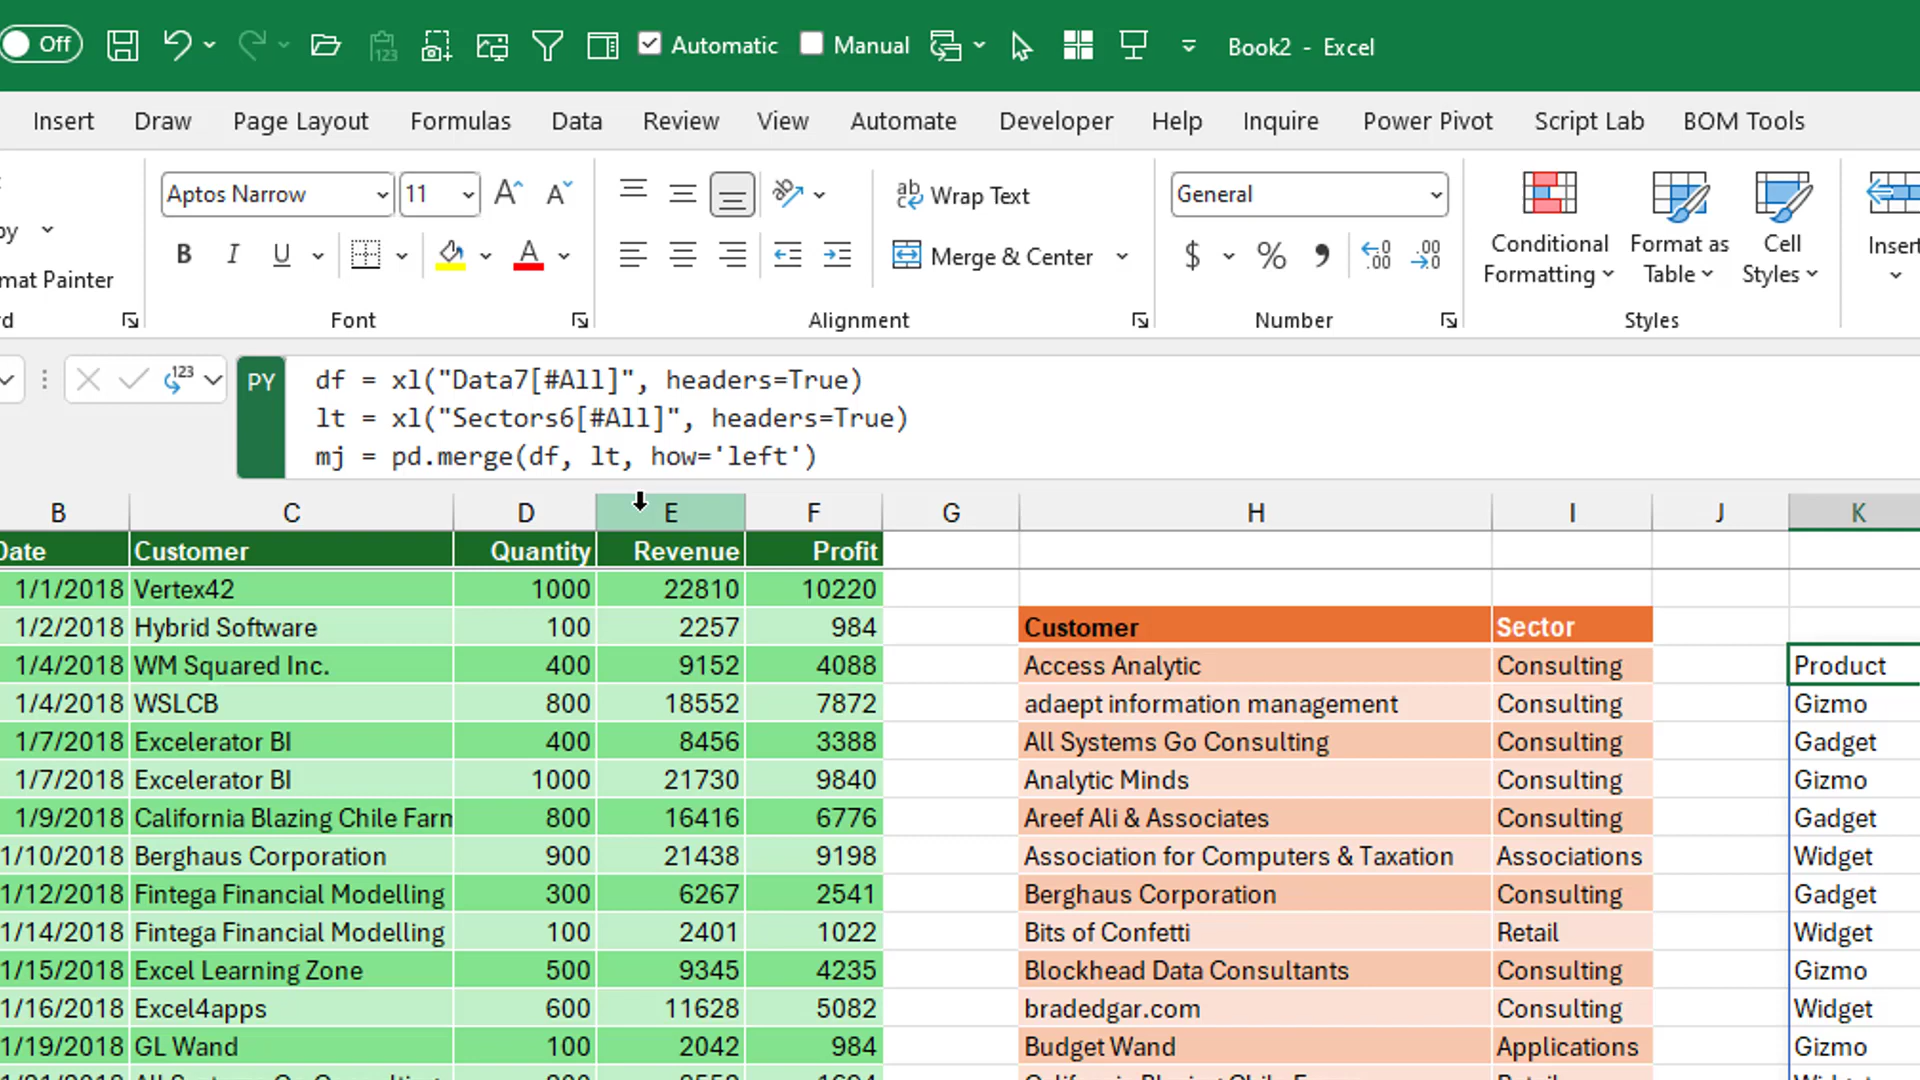 Off Automatic Manual Book2 - Excel
Insert Draw Page Layout Formulas Data Review View Automate Developer Help Inquire Power Pivot Script Lab BOM Tools
Aptos Narrow 11 Wrap Text General
B I U A Merge & Center $ % Conditional Formatting Format as Table Cell Styles Insert
mat Painter
Font Alignment Number Styles
PY df = xl("Data7[#All]", headers=True)
lt = xl("Sectors6[#All]", headers=True)
mj = pd.merge(df, lt, how='left')
B C D E F G H I J K
Date Customer Quantity Revenue Profit
1/1/2018 Vertex42 1000 22810 10220
1/2/2018 Hybrid Software 100 2257 984 Customer Sector
1/4/2018 WM Squared Inc. 400 9152 4088 Access Analytic Consulting Product
1/4/2018 WSLCB 800 18552 7872 adaept information management Consulting Gizmo
1/7/2018 Excelerator BI 400 8456 3388 All Systems Go Consulting Consulting Gadget
1/7/2018 Excelerator BI 1000 21730 9840 Analytic Minds Consulting Gizmo
1/9/2018 California Blazing Chile Farm 800 16416 6776 Areef Ali & Associates Consulting Gadget
1/10/2018 Berghaus Corporation 900 21438 9198 Association for Computers & Taxation Associations Widget
1/12/2018 Fintega Financial Modelling 300 6267 2541 Berghaus Corporation Consulting Gadget
1/14/2018 Fintega Financial Modelling 100 2401 1022 Bits of Confetti Retail Widget
1/15/2018 Excel Learning Zone 500 9345 4235 Blockhead Data Consultants Consulting Gizmo
1/16/2018 Excel4apps 600 11628 5082 bradedgar.com Consulting Widget
1/19/2018 GL Wand 100 2042 984 Budget Wand Applications Gizmo